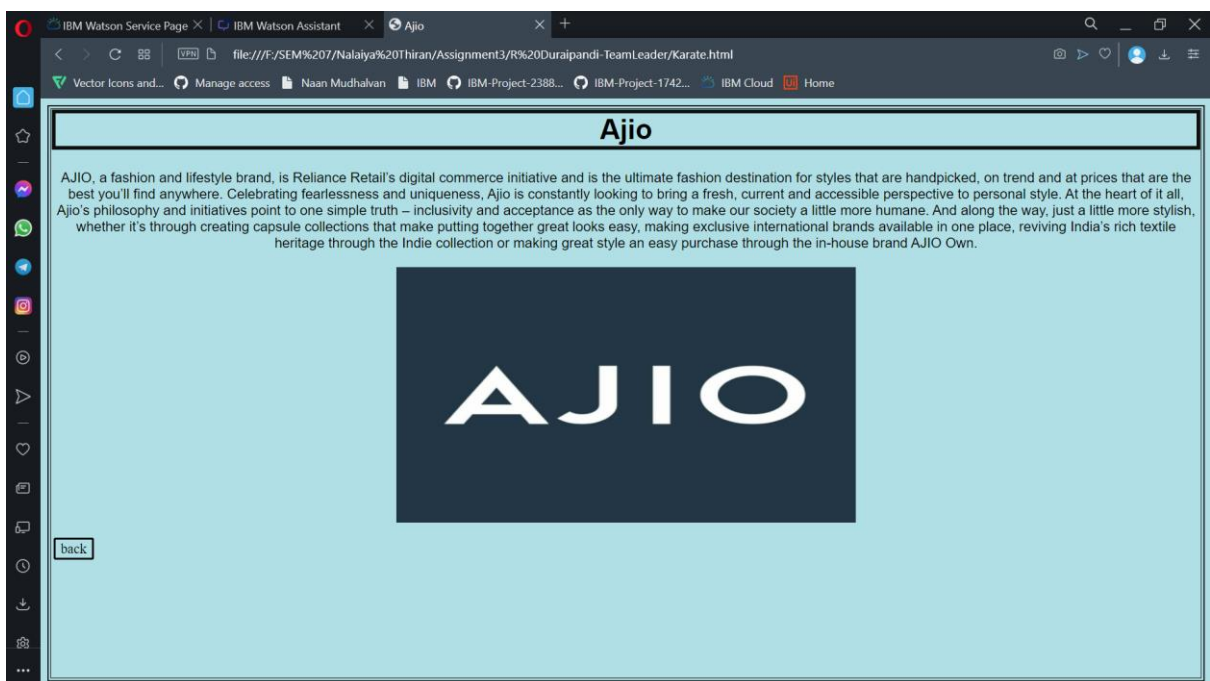 IBM Watson Service Page
IBM Watson Assistant
Ajio
VPN
file:///F:/SEM%207/Nalaiya%20Thiran/Assignment3/R%20Duraipandi-TeamLeader/Karate.html
Vector Icons and...
Manage access
Naan Mudhalvan
IBM
IBM-Project-2388...
IBM-Project-1742...
IBM Cloud
Ui
Home
Ajio
AJIO, a fashion and lifestyle brand, is Reliance Retail’s digital commerce initiative and is the ultimate fashion destination for styles that are handpicked, on trend and at prices that are the
best you’ll find anywhere. Celebrating fearlessness and uniqueness, Ajio is constantly looking to bring a fresh, current and accessible perspective to personal style. At the heart of it all,
Ajio’s philosophy and initiatives point to one simple truth – inclusivity and acceptance as the only way to make our society a little more humane. And along the way, just a little more stylish,
whether it’s through creating capsule collections that make putting together great looks easy, making exclusive international brands available in one place, reviving India’s rich textile
heritage through the Indie collection or making great style an easy purchase through the in-house brand AJIO Own.
AJIO
back